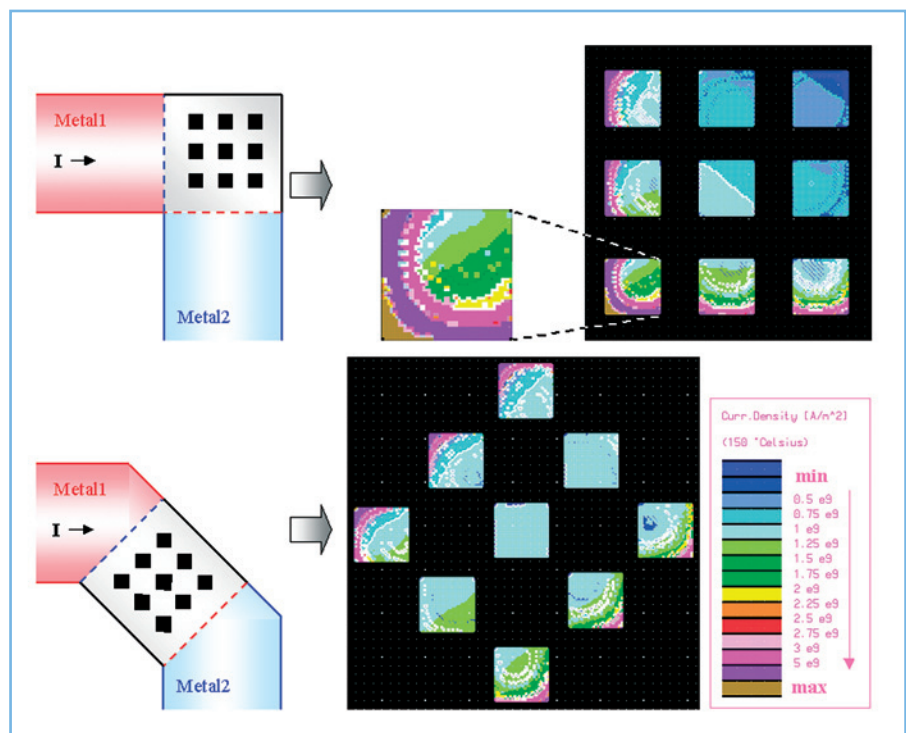 Metal1
I
Metal2
Metal1
I
Metal2
Curr.Density [A/m^2]
(150 °Celsius)
min
0.5 e9
0.75 e9
1 e9
1.25 e9
1.5 e9
1.75 e9
2 e9
2.25 e9
2.5 e9
2.75 e9
3 e9
5 e9
max